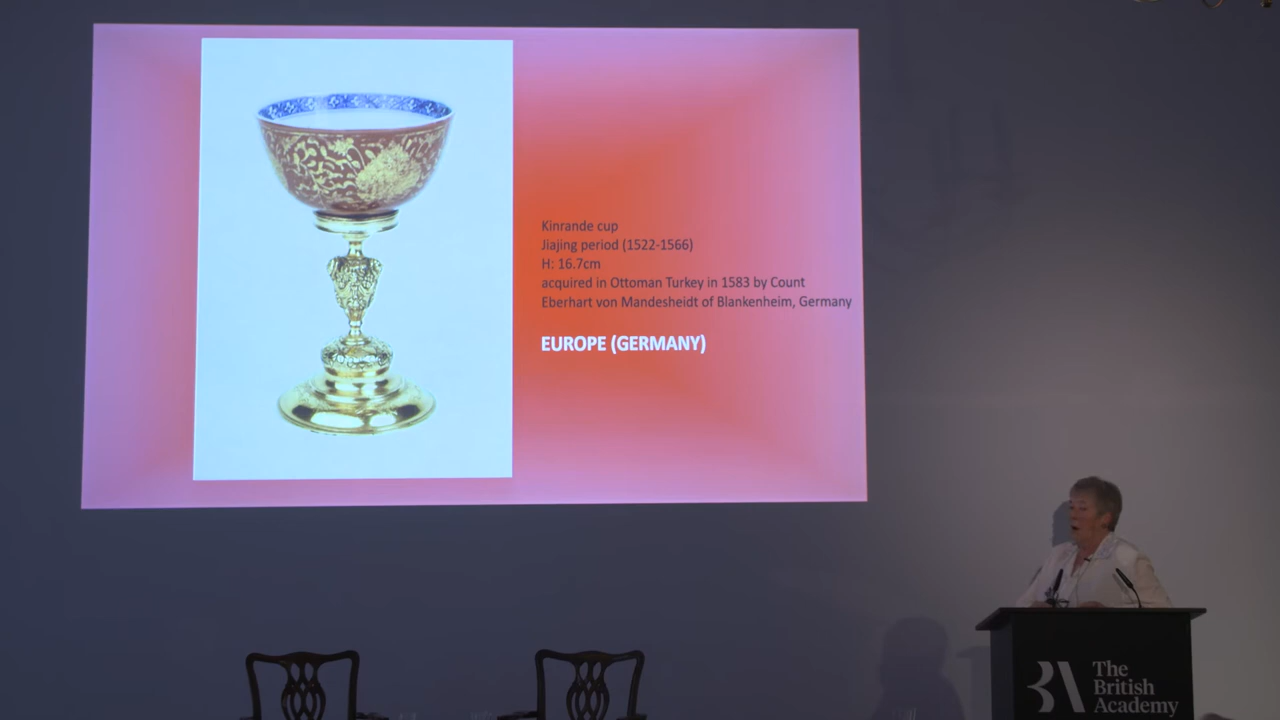 Kinrande cup
Jiajing period (1522-1566)
H: 16.7cm
acquired in Ottoman Turkey in 1583 by Count
Eberhart von Mandesheidt of Blankenheim, Germany
EUROPE (GERMANY)
BA
The
British
Academy